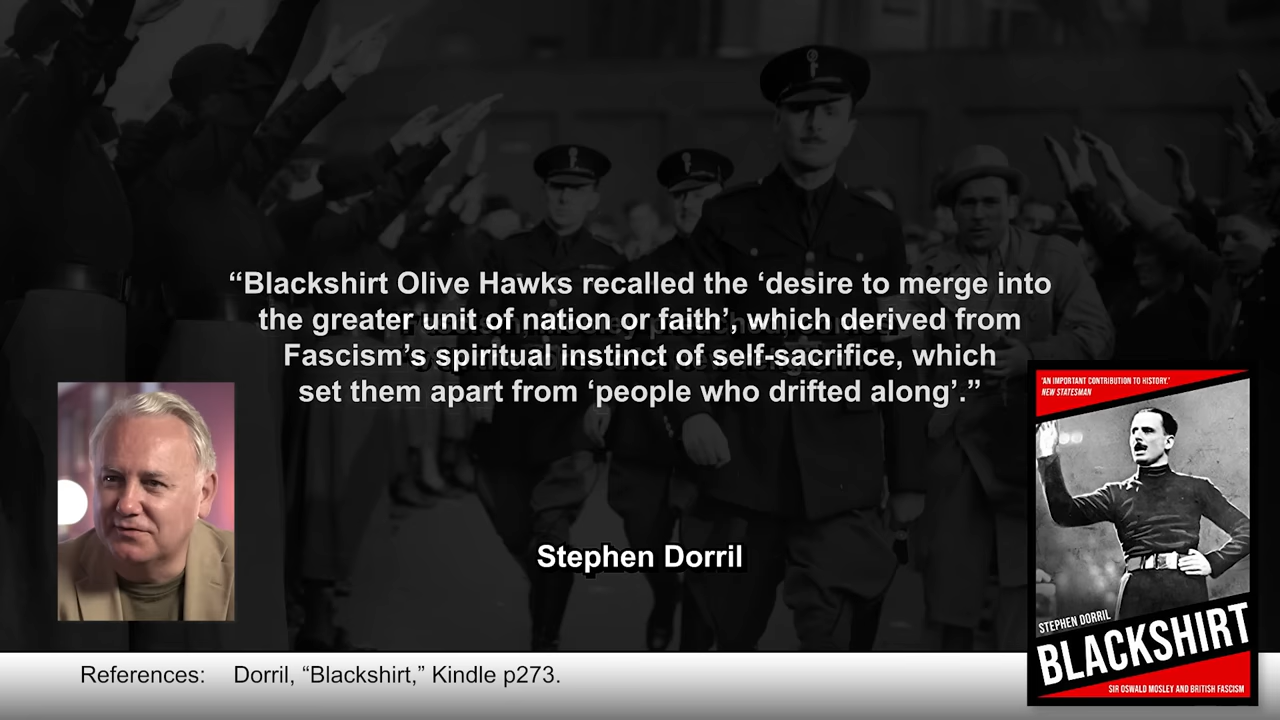 “Blackshirt Olive Hawks recalled the ‘desire to merge into
the greater unit of nation or faith’, which derived from
Fascism’s spiritual instinct of self-sacrifice, which
set them apart from ‘people who drifted along’.”
Stephen Dorril
‘AN IMPORTANT CONTRIBUTION TO HISTORY.’
NEW STATESMAN
STEPHEN DORRIL
BLACKSHIRT
SIR OSWALD MOSLEY AND BRITISH FASCISM
References: Dorril, “Blackshirt,” Kindle p273.